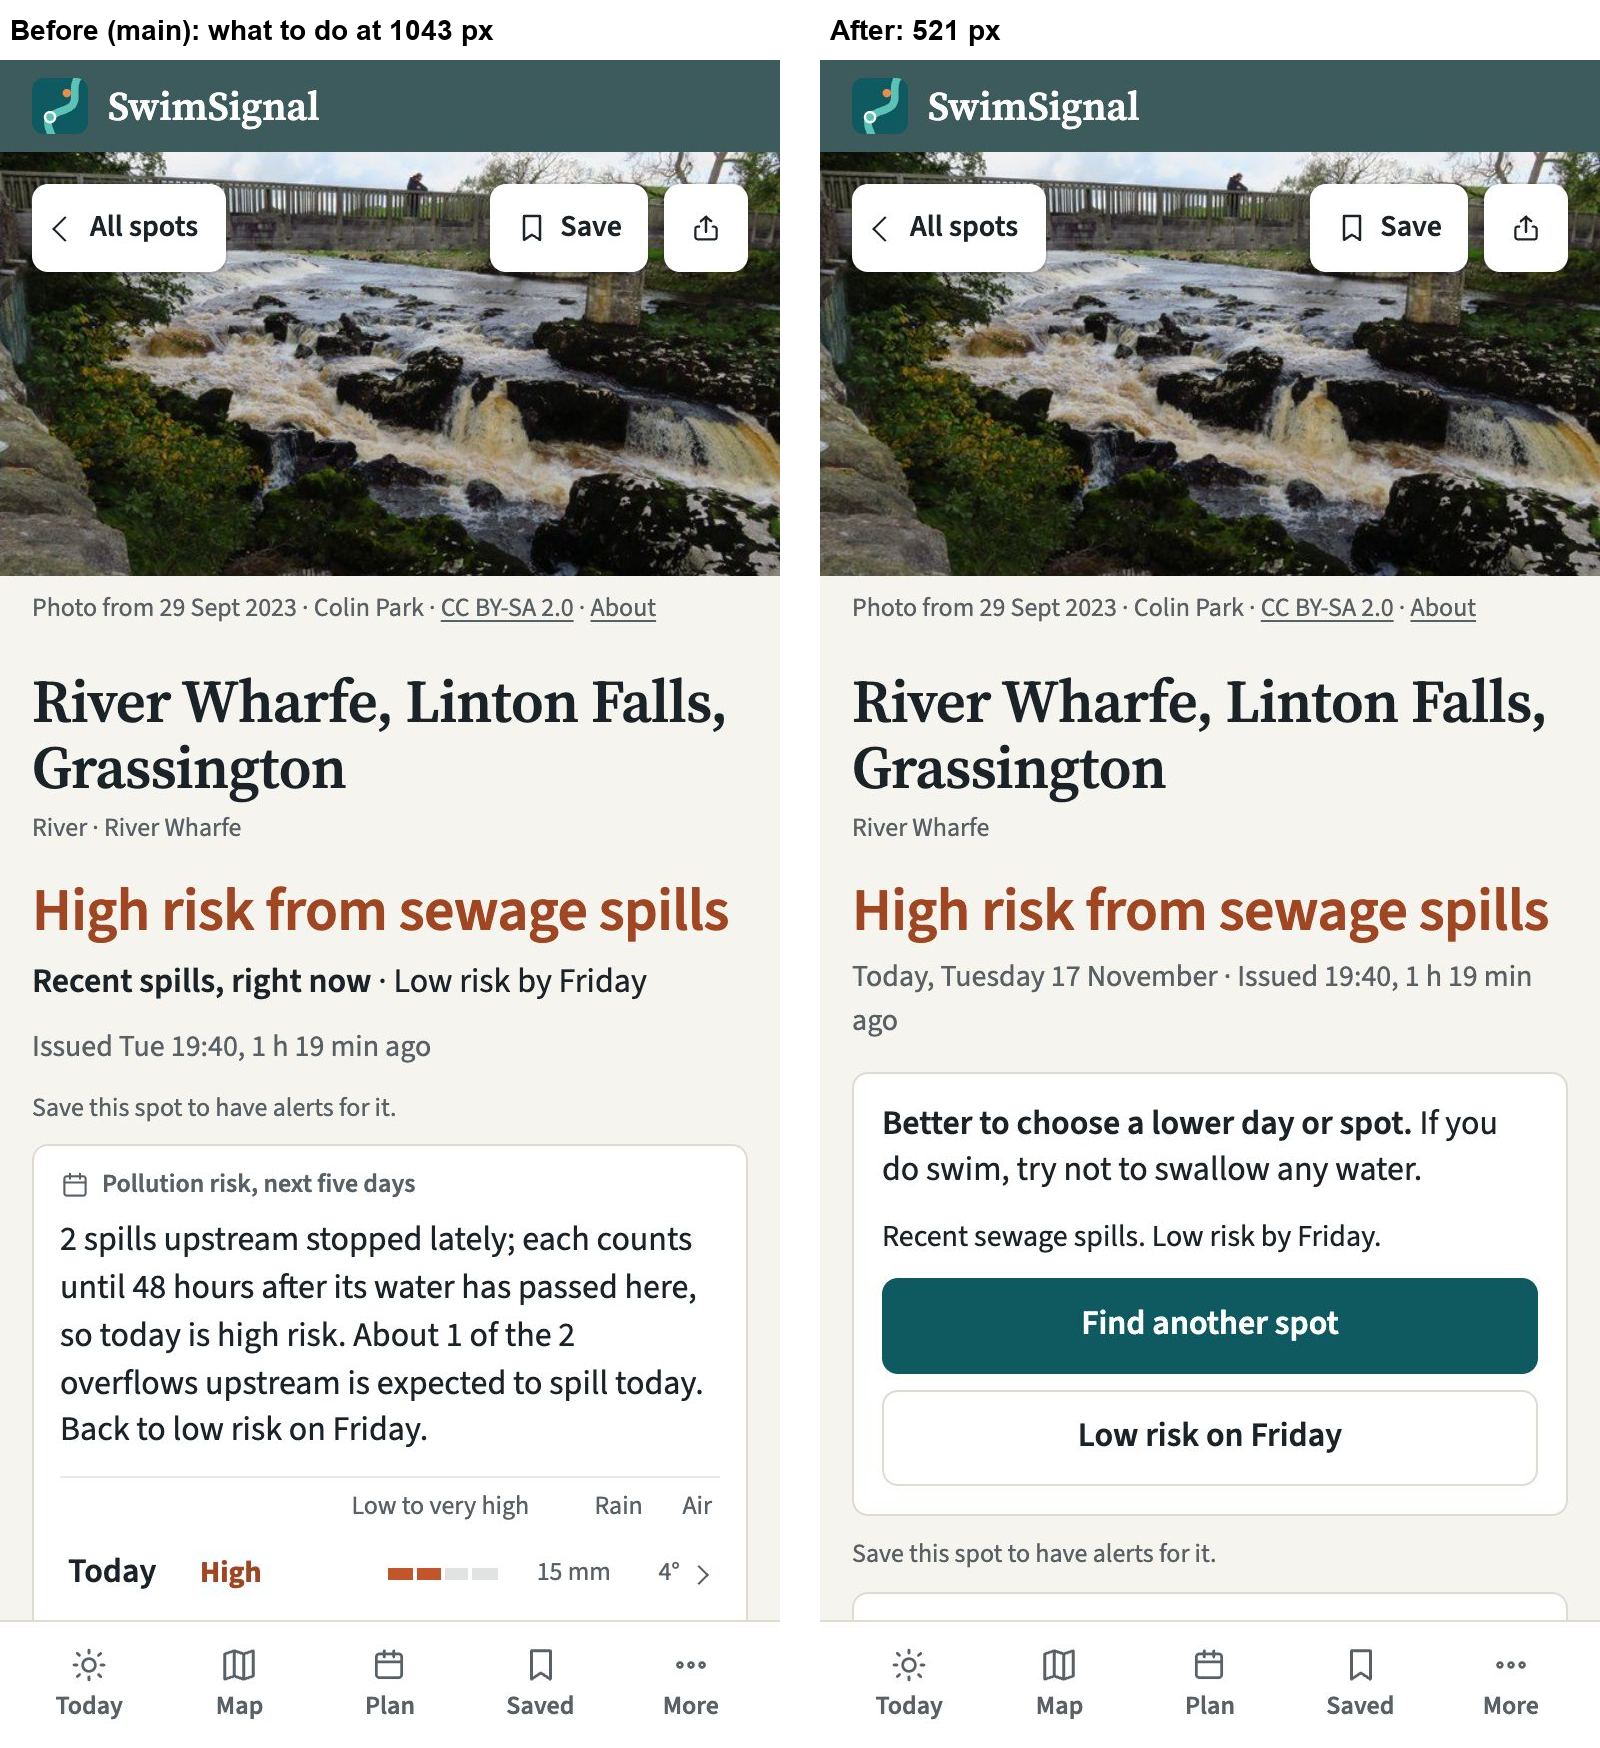 Before (main): what to do at 1043 px
SwimSignal
All spots
Save
Photo from 29 Sept 2023 · Colin Park · CC BY-SA 2.0 · About
River Wharfe, Linton Falls,
Grassington
River · River Wharfe
High risk from sewage spills
Recent spills, right now · Low risk by Friday
Issued Tue 19:40, 1 h 19 min ago
Save this spot to have alerts for it.
Pollution risk, next five days
2 spills upstream stopped lately; each counts
until 48 hours after its water has passed here,
so today is high risk. About 1 of the 2
overflows upstream is expected to spill today.
Back to low risk on Friday.
Low to very high Rain Air
Today High 15 mm 4°
Today Map Plan Saved More
After: 521 px
SwimSignal
All spots
Save
Photo from 29 Sept 2023 · Colin Park · CC BY-SA 2.0 · About
River Wharfe, Linton Falls,
Grassington
River Wharfe
High risk from sewage spills
Today, Tuesday 17 November · Issued 19:40, 1 h 19 min
ago
Better to choose a lower day or spot. If you
do swim, try not to swallow any water.
Recent sewage spills. Low risk by Friday.
Find another spot
Low risk on Friday
Save this spot to have alerts for it.
Today Map Plan Saved More